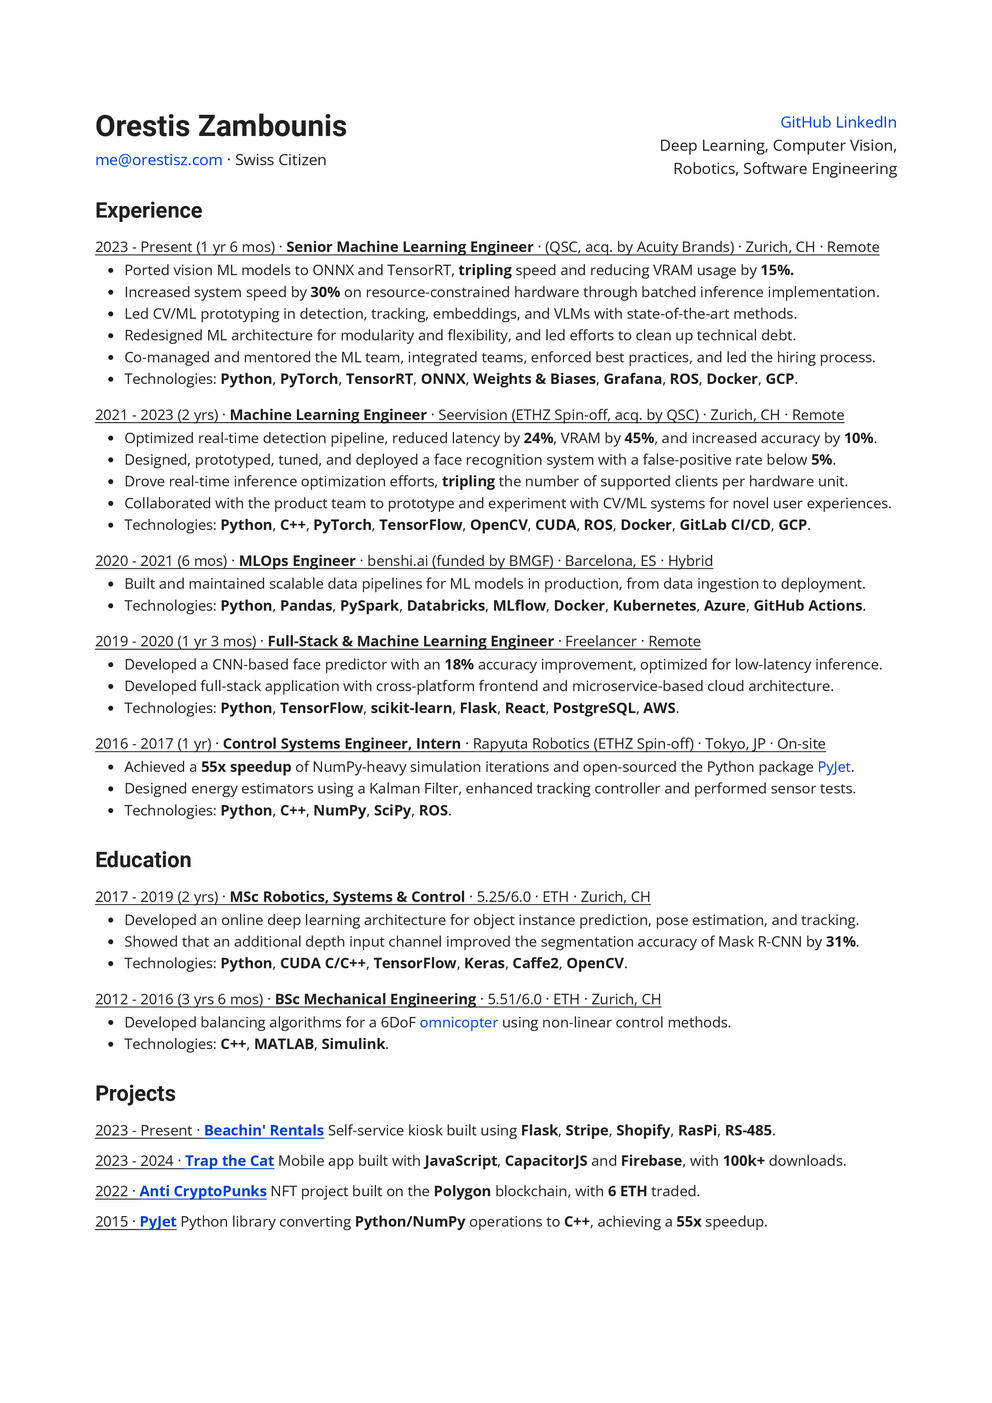 Orestis Zambounis
me@orestisz.com · Swiss Citizen
GitHub LinkedIn
Deep Learning, Computer Vision,
Robotics, Software Engineering
Experience
2023 - Present (1 yr 6 mos) · Senior Machine Learning Engineer · (QSC, acq. by Acuity Brands) · Zurich, CH · Remote
• Ported vision ML models to ONNX and TensorRT, tripling speed and reducing VRAM usage by 15%.
• Increased system speed by 30% on resource-constrained hardware through batched inference implementation.
• Led CV/ML prototyping in detection, tracking, embeddings, and VLMs with state-of-the-art methods.
• Redesigned ML architecture for modularity and flexibility, and led efforts to clean up technical debt.
• Co-managed and mentored the ML team, integrated teams, enforced best practices, and led the hiring process.
• Technologies: Python, PyTorch, TensorRT, ONNX, Weights & Biases, Grafana, ROS, Docker, GCP.
2021 - 2023 (2 yrs) · Machine Learning Engineer · Seervision (ETHZ Spin-off, acq. by QSC) · Zurich, CH · Remote
• Optimized real-time detection pipeline, reduced latency by 24%, VRAM by 45%, and increased accuracy by 10%.
• Designed, prototyped, tuned, and deployed a face recognition system with a false-positive rate below 5%.
• Drove real-time inference optimization efforts, tripling the number of supported clients per hardware unit.
• Collaborated with the product team to prototype and experiment with CV/ML systems for novel user experiences.
• Technologies: Python, C++, PyTorch, TensorFlow, OpenCV, CUDA, ROS, Docker, GitLab CI/CD, GCP.
2020 - 2021 (6 mos) · MLOps Engineer · benshi.ai (funded by BMGF) · Barcelona, ES · Hybrid
• Built and maintained scalable data pipelines for ML models in production, from data ingestion to deployment.
• Technologies: Python, Pandas, PySpark, Databricks, MLflow, Docker, Kubernetes, Azure, GitHub Actions.
2019 - 2020 (1 yr 3 mos) · Full-Stack & Machine Learning Engineer · Freelancer · Remote
• Developed a CNN-based face predictor with an 18% accuracy improvement, optimized for low-latency inference.
• Developed full-stack application with cross-platform frontend and microservice-based cloud architecture.
• Technologies: Python, TensorFlow, scikit-learn, Flask, React, PostgreSQL, AWS.
2016 - 2017 (1 yr) · Control Systems Engineer, Intern · Rapyuta Robotics (ETHZ Spin-off) · Tokyo, JP · On-site
• Achieved a 55x speedup of NumPy-heavy simulation iterations and open-sourced the Python package PyJet.
• Designed energy estimators using a Kalman Filter, enhanced tracking controller and performed sensor tests.
• Technologies: Python, C++, NumPy, SciPy, ROS.
Education
2017 - 2019 (2 yrs) · MSc Robotics, Systems & Control · 5.25/6.0 · ETH · Zurich, CH
• Developed an online deep learning architecture for object instance prediction, pose estimation, and tracking.
• Showed that an additional depth input channel improved the segmentation accuracy of Mask R-CNN by 31%.
• Technologies: Python, CUDA C/C++, TensorFlow, Keras, Caffe2, OpenCV.
2012 - 2016 (3 yrs 6 mos) · BSc Mechanical Engineering · 5.51/6.0 · ETH · Zurich, CH
• Developed balancing algorithms for a 6DoF omnicopter using non-linear control methods.
• Technologies: C++, MATLAB, Simulink.
Projects
2023 - Present · Beachin' Rentals Self-service kiosk built using Flask, Stripe, Shopify, RasPi, RS-485.
2023 - 2024 · Trap the Cat Mobile app built with JavaScript, CapacitorJS and Firebase, with 100k+ downloads.
2022 · Anti CryptoPunks NFT project built on the Polygon blockchain, with 6 ETH traded.
2015 · PyJet Python library converting Python/NumPy operations to C++, achieving a 55x speedup.